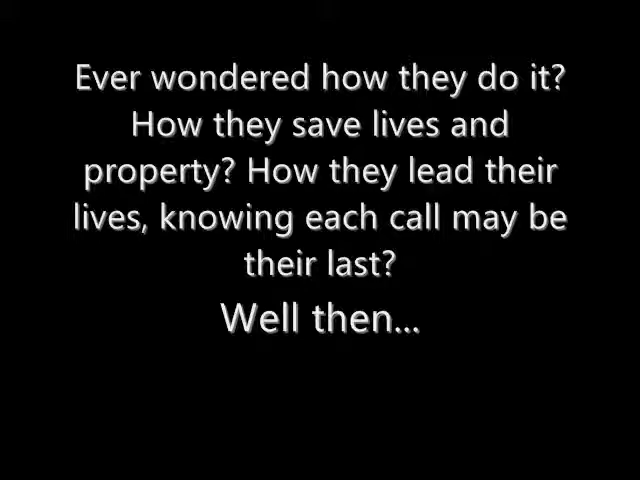 Ever wondered how they do it?
How they save lives and
property? How they lead their
lives, knowing each call may be
their last?
Well then...